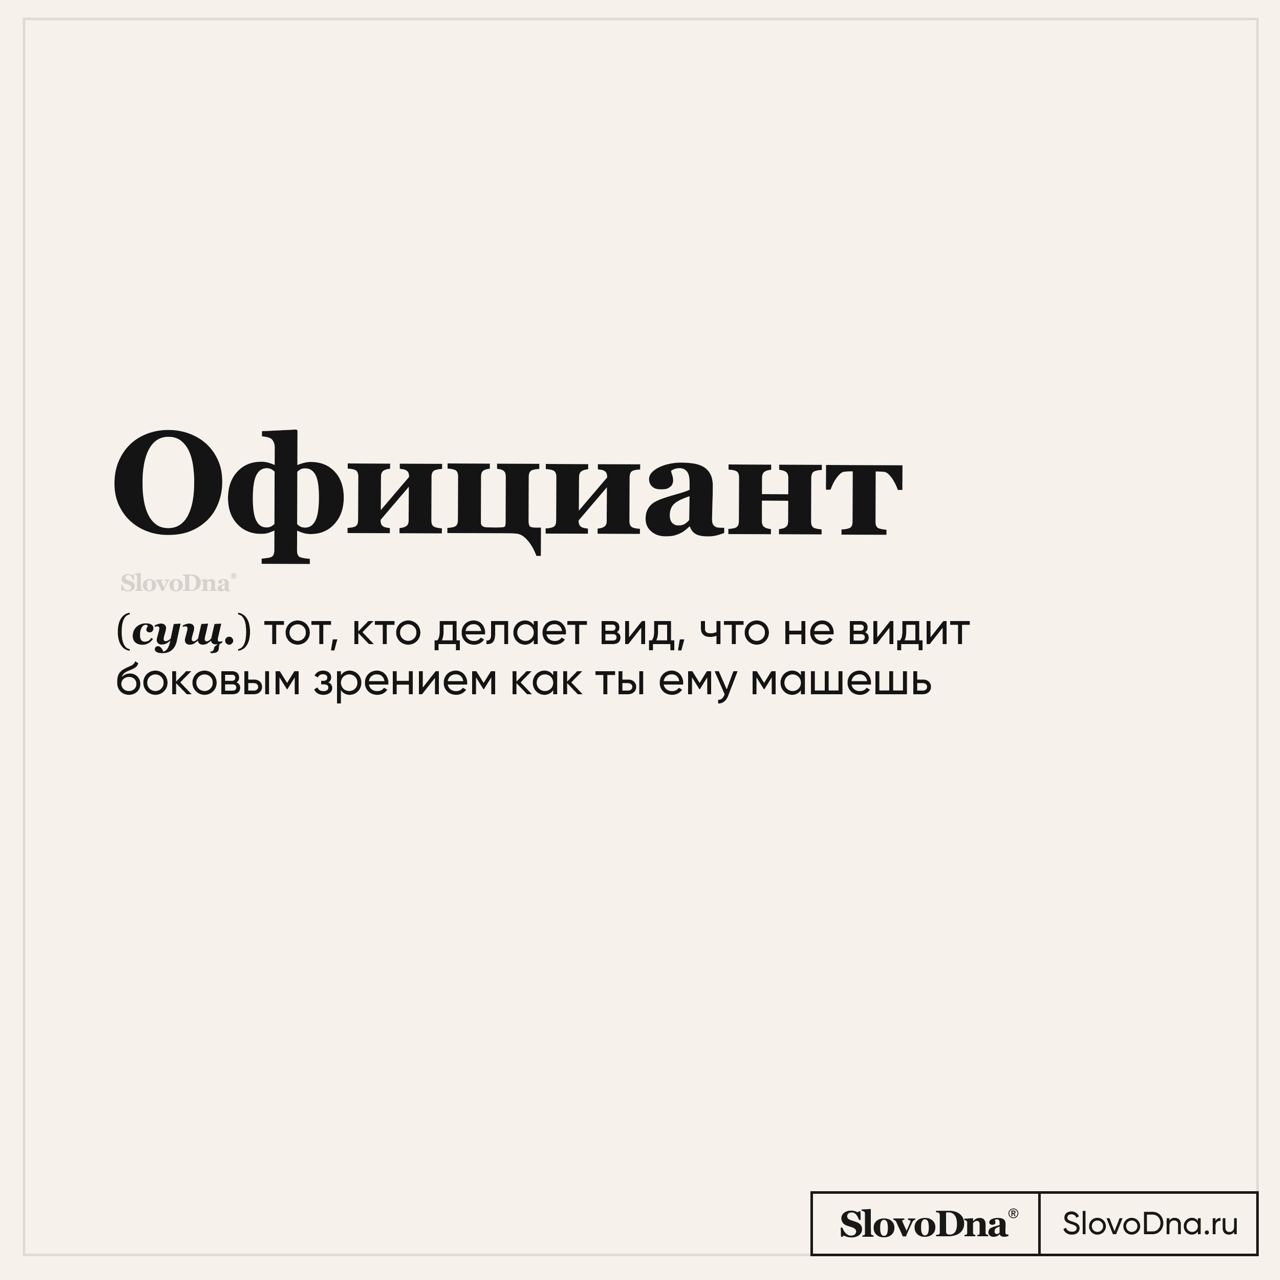 Официант
SlovoDna®
(сущ.) тот, кто делает вид, что не видит
боковым зрением как ты ему машешь
SlovoDna® SlovoDna.ru